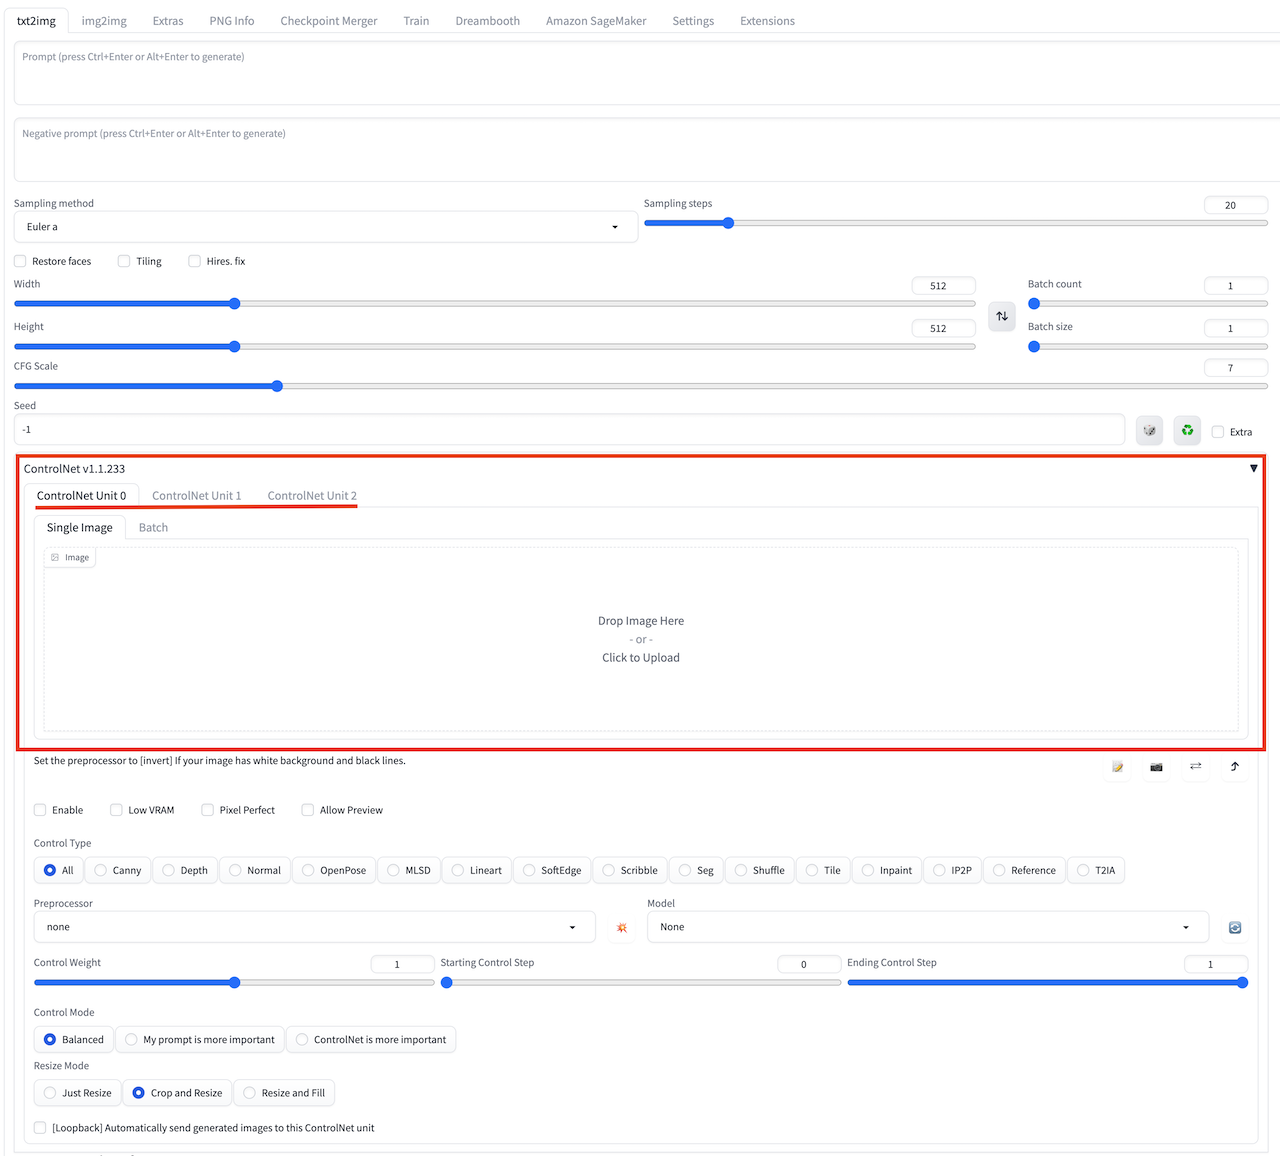 txt2img img2img Extras PNG Info Checkpoint Merger Train Dreambooth Amazon SageMaker Settings Extensions
Prompt (press Ctrl+Enter or Alt+Enter to generate)
Negative prompt (press Ctrl+Enter or Alt+Enter to generate)
Sampling method Sampling steps 20
Euler a
Restore faces Tiling Hires. fix
Width 512 Batch count 1
Height 512 Batch size 1
CFG Scale 7
Seed
-1 Extra
ControlNet v1.1.233
ControlNet Unit 0 ControlNet Unit 1 ControlNet Unit 2
Single Image Batch
Image
Drop Image Here
- or -
Click to Upload
Set the preprocessor to [invert] If your image has white background and black lines.
Enable Low VRAM Pixel Perfect Allow Preview
Control Type
All Canny Depth Normal OpenPose MLSD Lineart SoftEdge Scribble Seg Shuffle Tile Inpaint IP2P Reference T2IA
Preprocessor Model
none None
Control Weight 1 Starting Control Step 0 Ending Control Step 1
Control Mode
Balanced My prompt is more important ControlNet is more important
Resize Mode
Just Resize Crop and Resize Resize and Fill
[Loopback] Automatically send generated images to this ControlNet unit